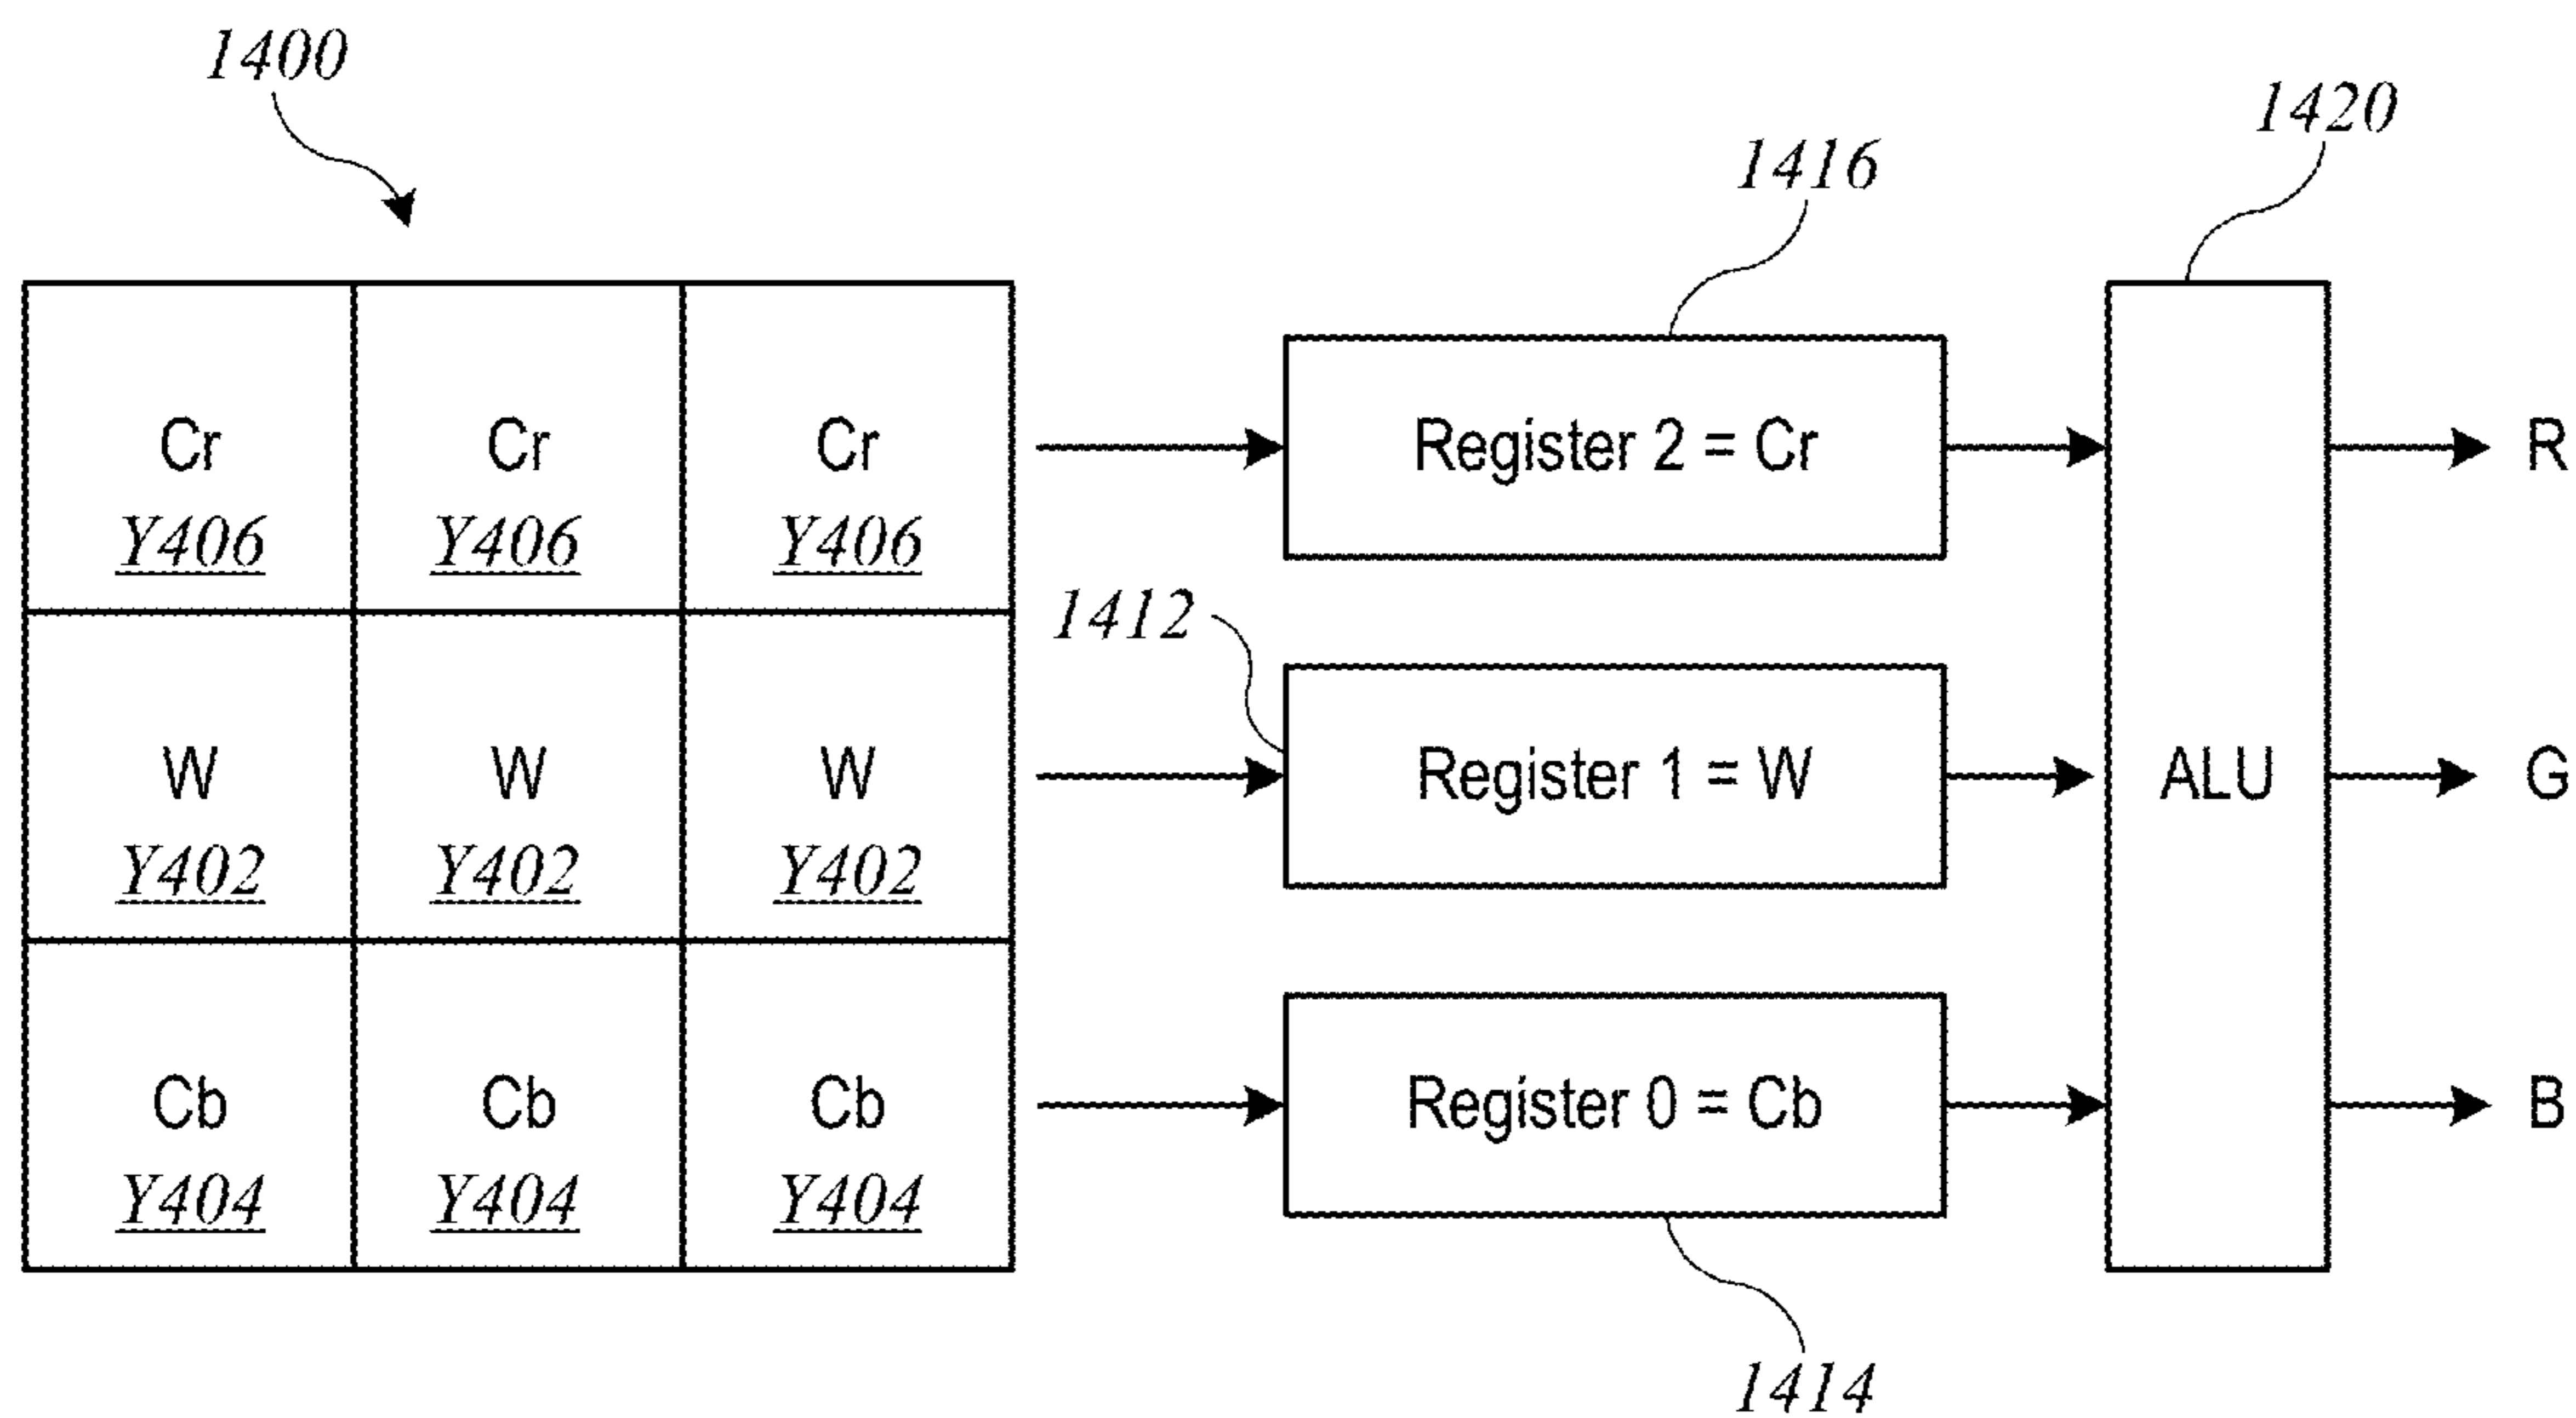 1400
1420
1416
Cr Cr Cr
Register 2 = Cr
R
Y406 Y406 Y406
1412
W W W
Register 1 = W
ALU
G
Y402 Y402 Y402
Cb Cb Cb
Register 0 = Cb
B
Y404 Y404 Y404
1414